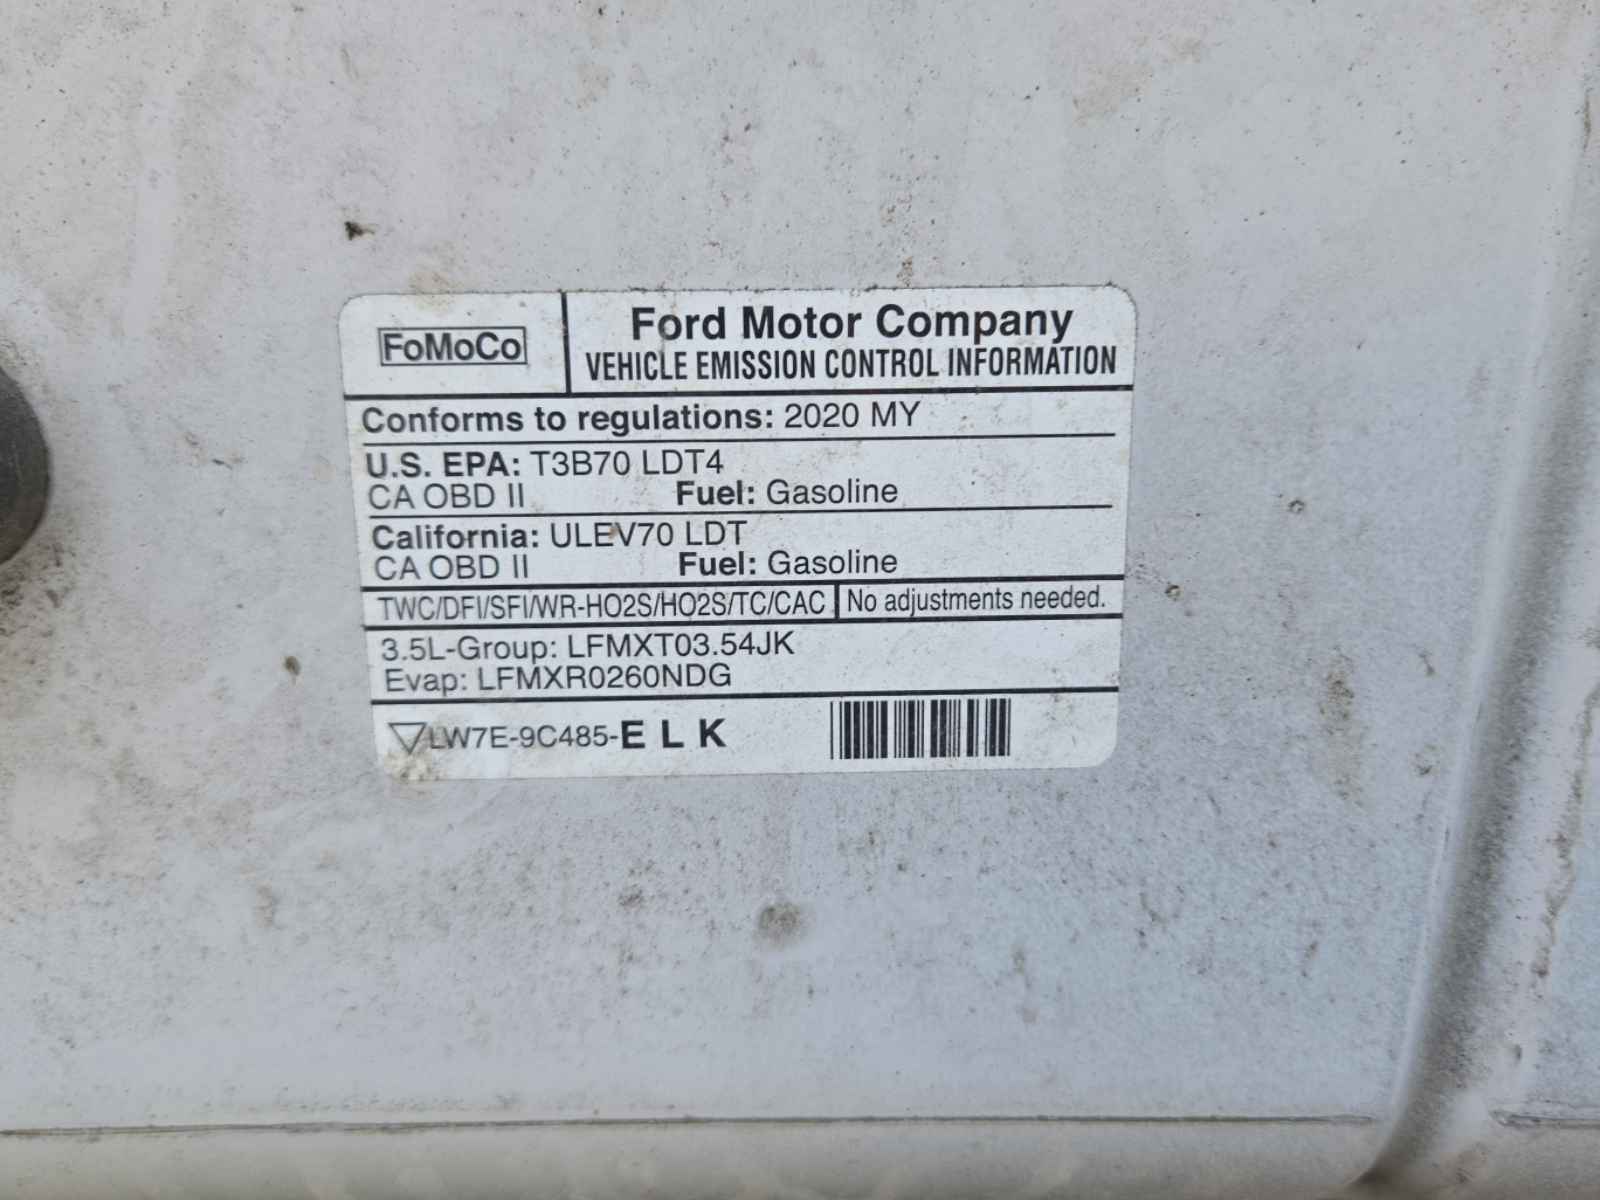 FoMoCo
Ford Motor Company
VEHICLE EMISSION CONTROL INFORMATION
Conforms to regulations: 2020 MY
U.S. EPA: T3B70 LDT4
CA OBD II Fuel: Gasoline
California: ULEV70 LDT
CA OBD II Fuel: Gasoline
TWC/DFI/SFI/WR-HO2S/HO2S/TC/CAC No adjustments needed.
3.5L-Group: LFMXT03.54JK
Evap: LFMXR0260NDG
LW7E-9C485-E L K